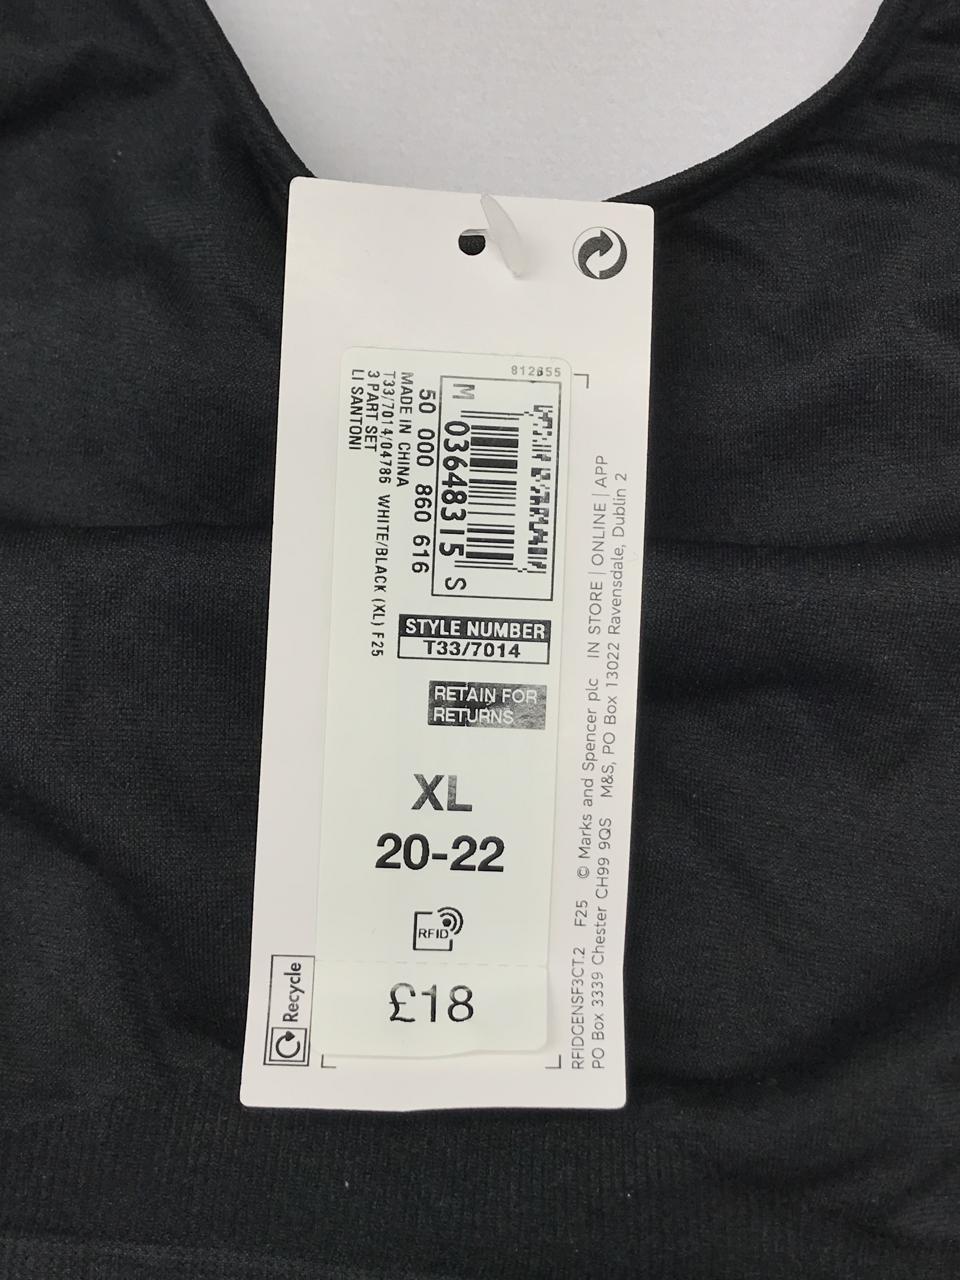 812655
M 03648315 S
50 000 860 616
MADE IN CHINA
T33/7014/04786 WHITE/BLACK (XL) F25
3 PART SET
LI SANTONI
STYLE NUMBER
T33/7014
RETAIN FOR
RETURNS
XL
20-22
RFID
£18
Recycle
RFIDGENSF3CT.2 F25 © Marks and Spencer plc IN STORE | ONLINE | APP
PO Box 3339 Chester CH99 9QS M&S, PO Box 13022 Ravensdale, Dublin 2